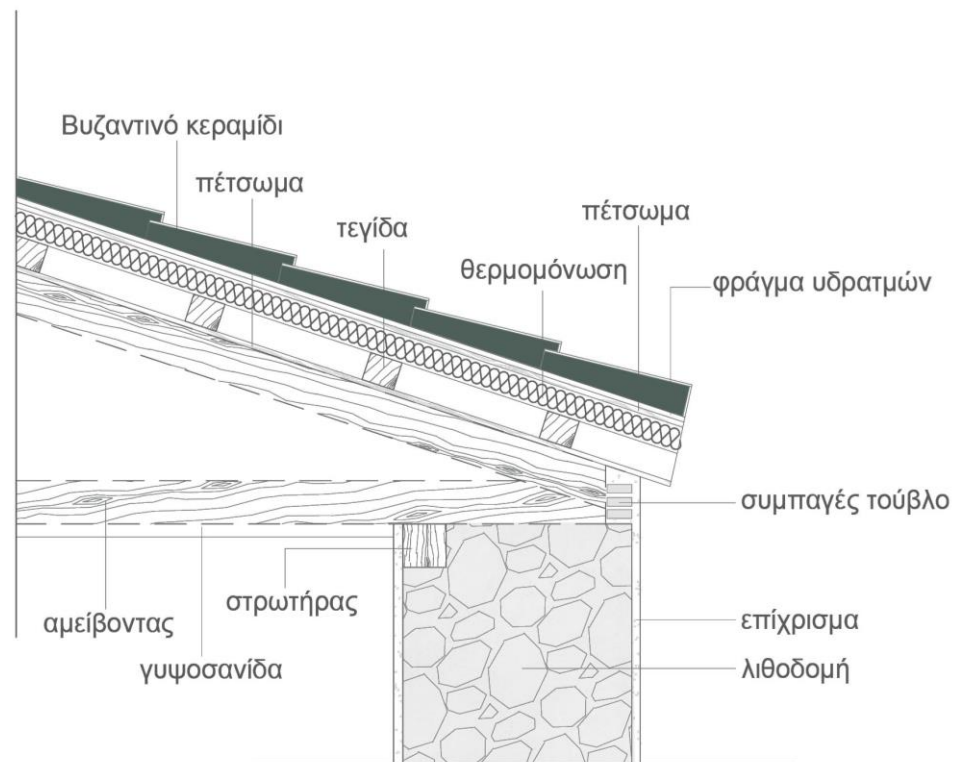 Βυζαντινό κεραμίδι
πέτσωμα
τεγίδα
πέτσωμα
θερμομόνωση
φράγμα υδρατμών
συμπαγές τούβλο
στρωτήρας
αμείβοντας
επίχρισμα
γυψοσανίδα
λιθοδομή